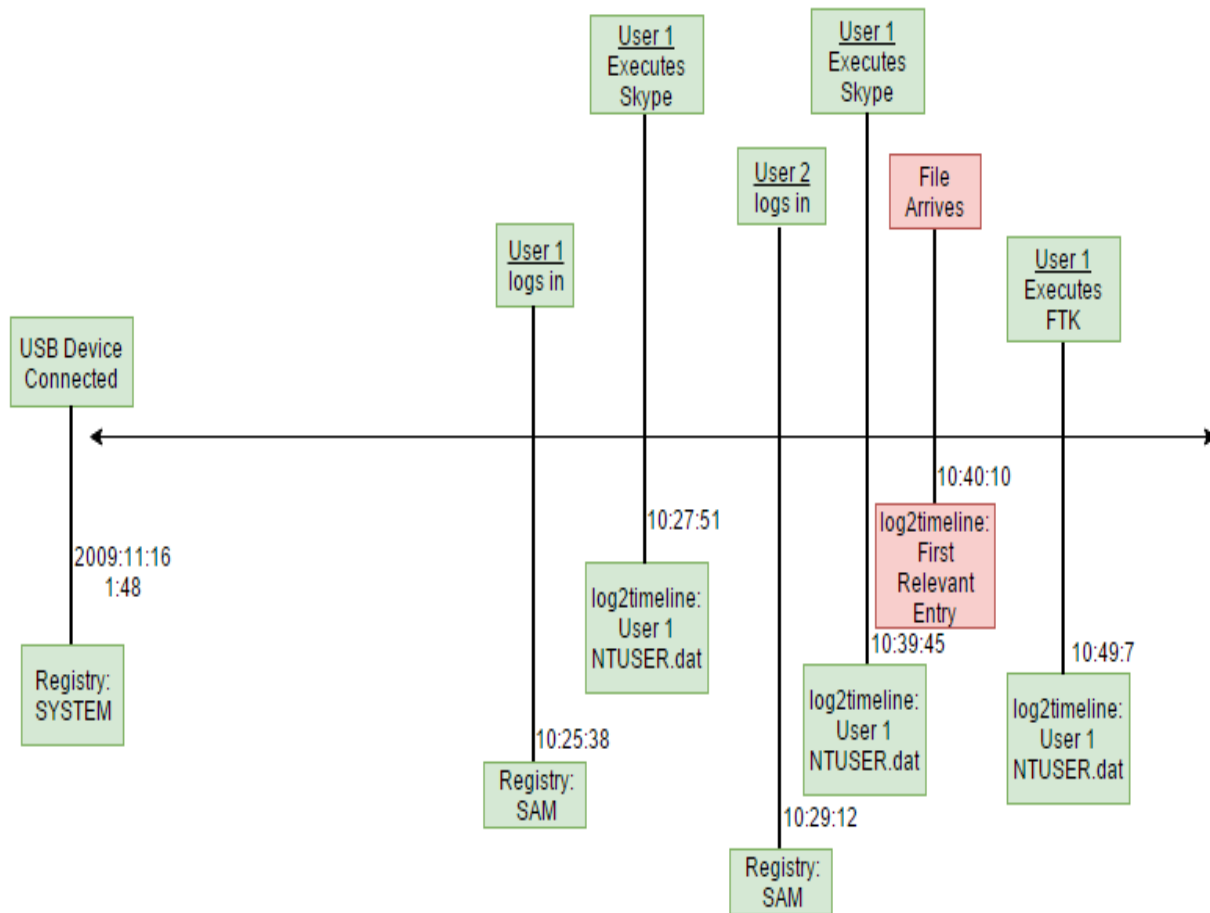 User 1
Executes
Skype
User 1
Executes
Skype
User 2
logs in
File
Arrives
User 1
logs in
User 1
Executes
FTK
USB Device
Connected
10:40:10
log2timeline:
First
Relevant
Entry
10:27:51
2009:11:16
1:48
log2timeline:
User 1
NTUSER.dat
10:39:45
10:49:7
Registry:
SYSTEM
log2timeline:
User 1
NTUSER.dat
log2timeline:
User 1
NTUSER.dat
10:25:38
Registry:
SAM
10:29:12
Registry:
SAM